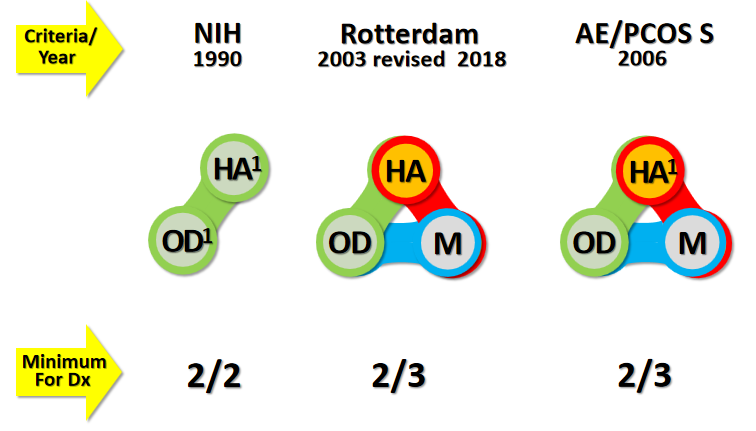 Criteria/
Year
NIH
1990
Rotterdam
2003 revised 2018
AE/PCOS S
2006
HA1
OD1
HA
OD
M
HA1
OD
M
Minimum
For Dx
2/2
2/3
2/3